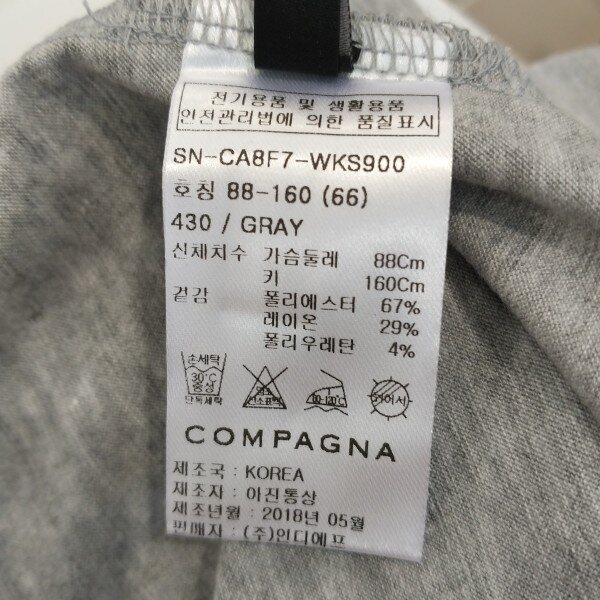 전기용품 및 생활용품
안전관리법에 의한 품질표시
SN-CA8F7-WKS900
호칭 88-160 (66)
430 / GRAY
신체치수 가슴둘레 88Cm
키 160Cm
겉감 폴리에스터 67%
레이온 29%
폴리우레탄 4%
손세탁
30℃
중성
단독세탁
염소표백
COMPAGNA
제조국 : KOREA
제조자 : 아진통상
제조년월 : 2018년 05월
판매자 : (주)인디에프